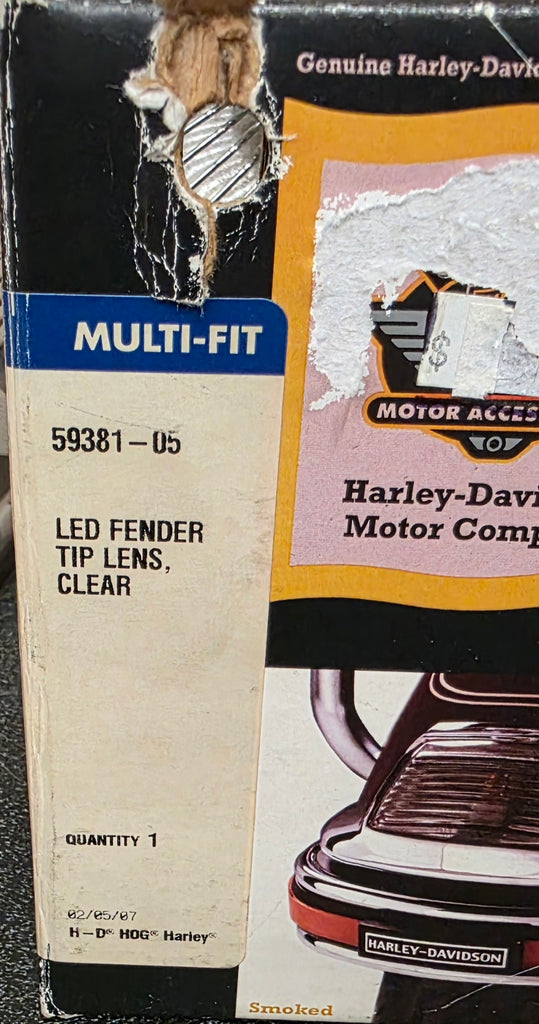 Genuine Harley-Davi
MULTI-FIT
59381-05
LED FENDER
TIP LENS,
CLEAR
QUANTITY 1
02/05/07
H-D® HOG® Harley®
$
MOTOR ACCES
Harley-Davi
Motor Comp
HARLEY-DAVIDSON
Smoked